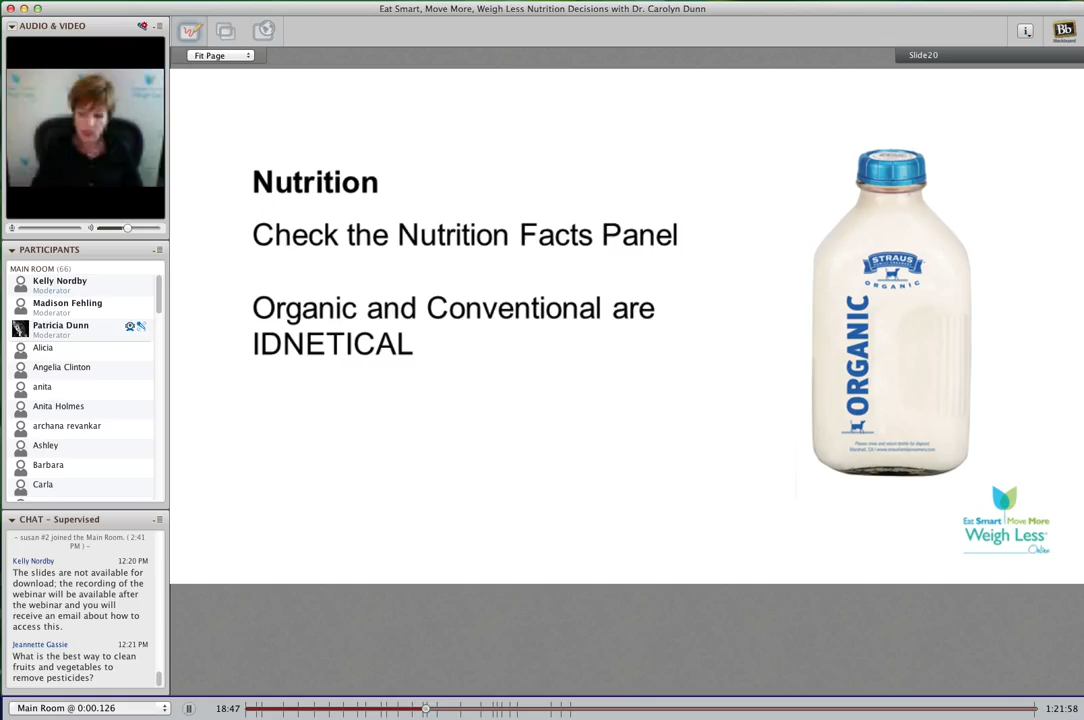 Eat Smart, Move More, Weigh Less Nutrition Decisions with Dr. Carolyn Dunn
AUDIO & VIDEO
Fit Page
Slide20
Bb
Blackboard
Nutrition
Check the Nutrition Facts Panel
Organic and Conventional are
IDNETICAL
STRAUS
ORGANIC
ORGANIC
Eat Smart Move More
Weigh Less
Online
PARTICIPANTS
MAIN ROOM (66)
Kelly Nordby
Moderator
Madison Fehling
Moderator
Patricia Dunn
Moderator
Alicia
Angelia Clinton
anita
Anita Holmes
archana revankar
Ashley
Barbara
Carla
CHAT - Supervised
- susan #2 joined the Main Room. ( 2:41
PM ) -
Kelly Nordby 12:20 PM
The slides are not available for
download; the recording of the
webinar will be available after
the webinar and you will
receive an email about how to
access this.
Jeannette Gassie 12:21 PM
What is the best way to clean
fruits and vegetables to
remove pesticides?
Main Room @ 0:00.126
18:47
1:21:58